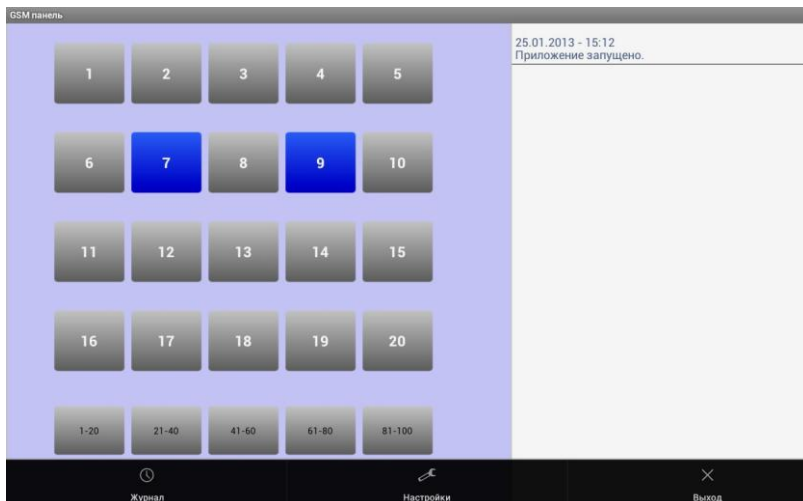 GSM панель
1 2 3 4 5
6 7 8 9 10
11 12 13 14 15
16 17 18 19 20
1-20 21-40 41-60 61-80 81-100
25.01.2013 - 15:12
Приложение запущено.
Журнал Настройки Выход